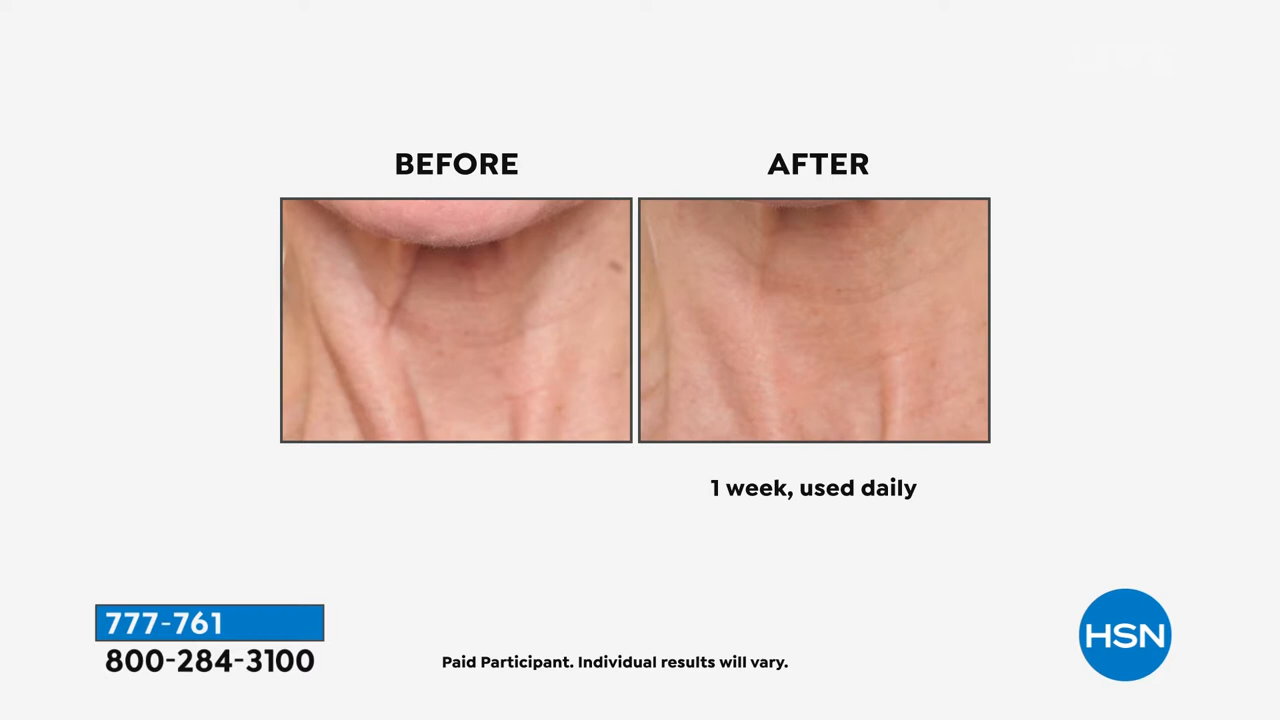 BEFORE
AFTER
1 week, used daily
777-761
800-284-3100
Paid Participant. Individual results will vary.
HSN